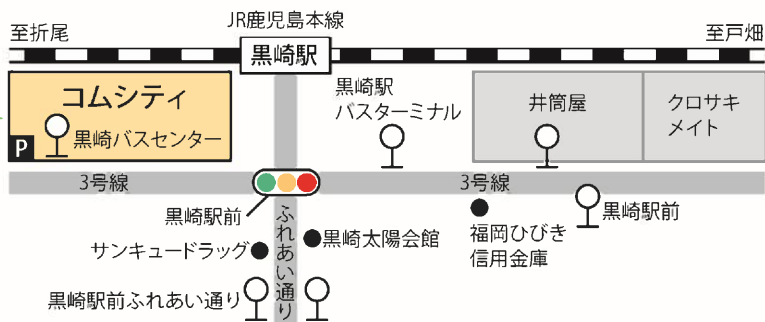 JR鹿児島本線
至折尾
黒崎駅
至戸畑
コムシティ
黒崎バスセンター
P
黒崎駅
バスターミナル
井筒屋
クロサキ
メイト
3号線
3号線
黒崎駅前
ふれあい通り
サンキュードラッグ
黒崎太陽会館
福岡ひびき
信用金庫
黒崎駅前
黒崎駅前ふれあい通り